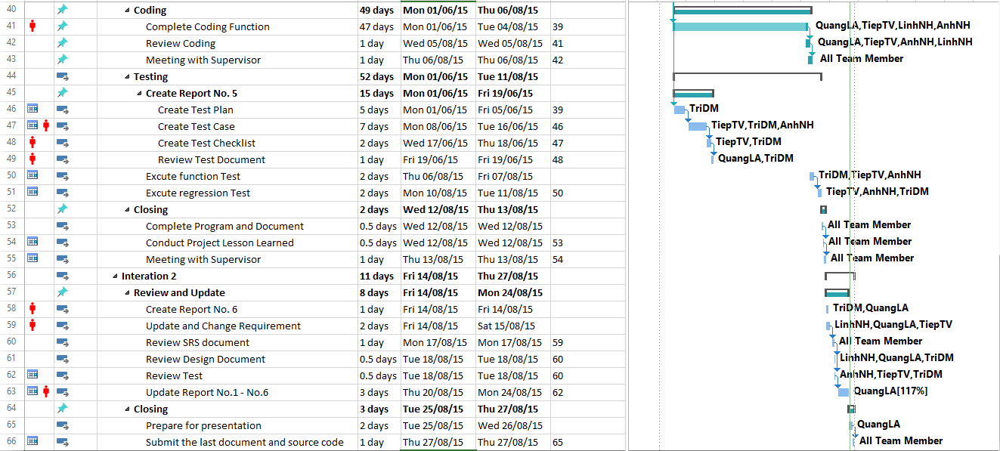 40 Coding 49 days Mon 01/06/15 Thu 06/08/15
41 Complete Coding Function 47 days Mon 01/06/15 Tue 04/08/15 39 QuangLA,TiepTV,LinhNH,AnhNH
42 Review Coding 1 day Wed 05/08/15 Wed 05/08/15 41 QuangLA,TiepTV,AnhNH,LinhNH
43 Meeting with Supervisor 1 day Thu 06/08/15 Thu 06/08/15 42 All Team Member
44 Testing 52 days Mon 01/06/15 Tue 11/08/15
45 Create Report No. 5 15 days Mon 01/06/15 Fri 19/06/15
46 Create Test Plan 5 days Mon 01/06/15 Fri 05/06/15 39 TriDM
47 Create Test Case 7 days Mon 08/06/15 Tue 16/06/15 46 TiepTV,TriDM,AnhNH
48 Create Test Checklist 2 days Wed 17/06/15 Thu 18/06/15 47 TiepTV,TriDM
49 Review Test Document 1 day Fri 19/06/15 Fri 19/06/15 48 QuangLA,TriDM
50 Excute function Test 2 days Thu 06/08/15 Fri 07/08/15 TriDM,TiepTV,AnhNH
51 Excute regression Test 2 days Mon 10/08/15 Tue 11/08/15 50 TiepTV,AnhNH,TriDM
52 Closing 2 days Wed 12/08/15 Thu 13/08/15
53 Complete Program and Document 0.5 days Wed 12/08/15 Wed 12/08/15 All Team Member
54 Conduct Project Lesson Learned 0.5 days Wed 12/08/15 Wed 12/08/15 53 All Team Member
55 Meeting with Supervisor 1 day Thu 13/08/15 Thu 13/08/15 54 All Team Member
56 Interation 2 11 days Fri 14/08/15 Thu 27/08/15
57 Review and Update 8 days Fri 14/08/15 Mon 24/08/15
58 Create Report No. 6 1 day Fri 14/08/15 Fri 14/08/15 TriDM,QuangLA
59 Update and Change Requirement 2 days Fri 14/08/15 Sat 15/08/15 LinhNH,QuangLA,TiepTV
60 Review SRS document 1 day Mon 17/08/15 Mon 17/08/15 59 All Team Member
61 Review Design Document 0.5 days Tue 18/08/15 Tue 18/08/15 60 LinhNH,QuangLA,TriDM
62 Review Test 0.5 days Tue 18/08/15 Tue 18/08/15 60 AnhNH,TiepTV,TriDM
63 Update Report No.1 - No.6 3 days Thu 20/08/15 Mon 24/08/15 62 QuangLA[117%]
64 Closing 3 days Tue 25/08/15 Thu 27/08/15
65 Prepare for presentation 2 days Tue 25/08/15 Wed 26/08/15 QuangLA
66 Submit the last document and source code 1 day Thu 27/08/15 Thu 27/08/15 65 All Team Member